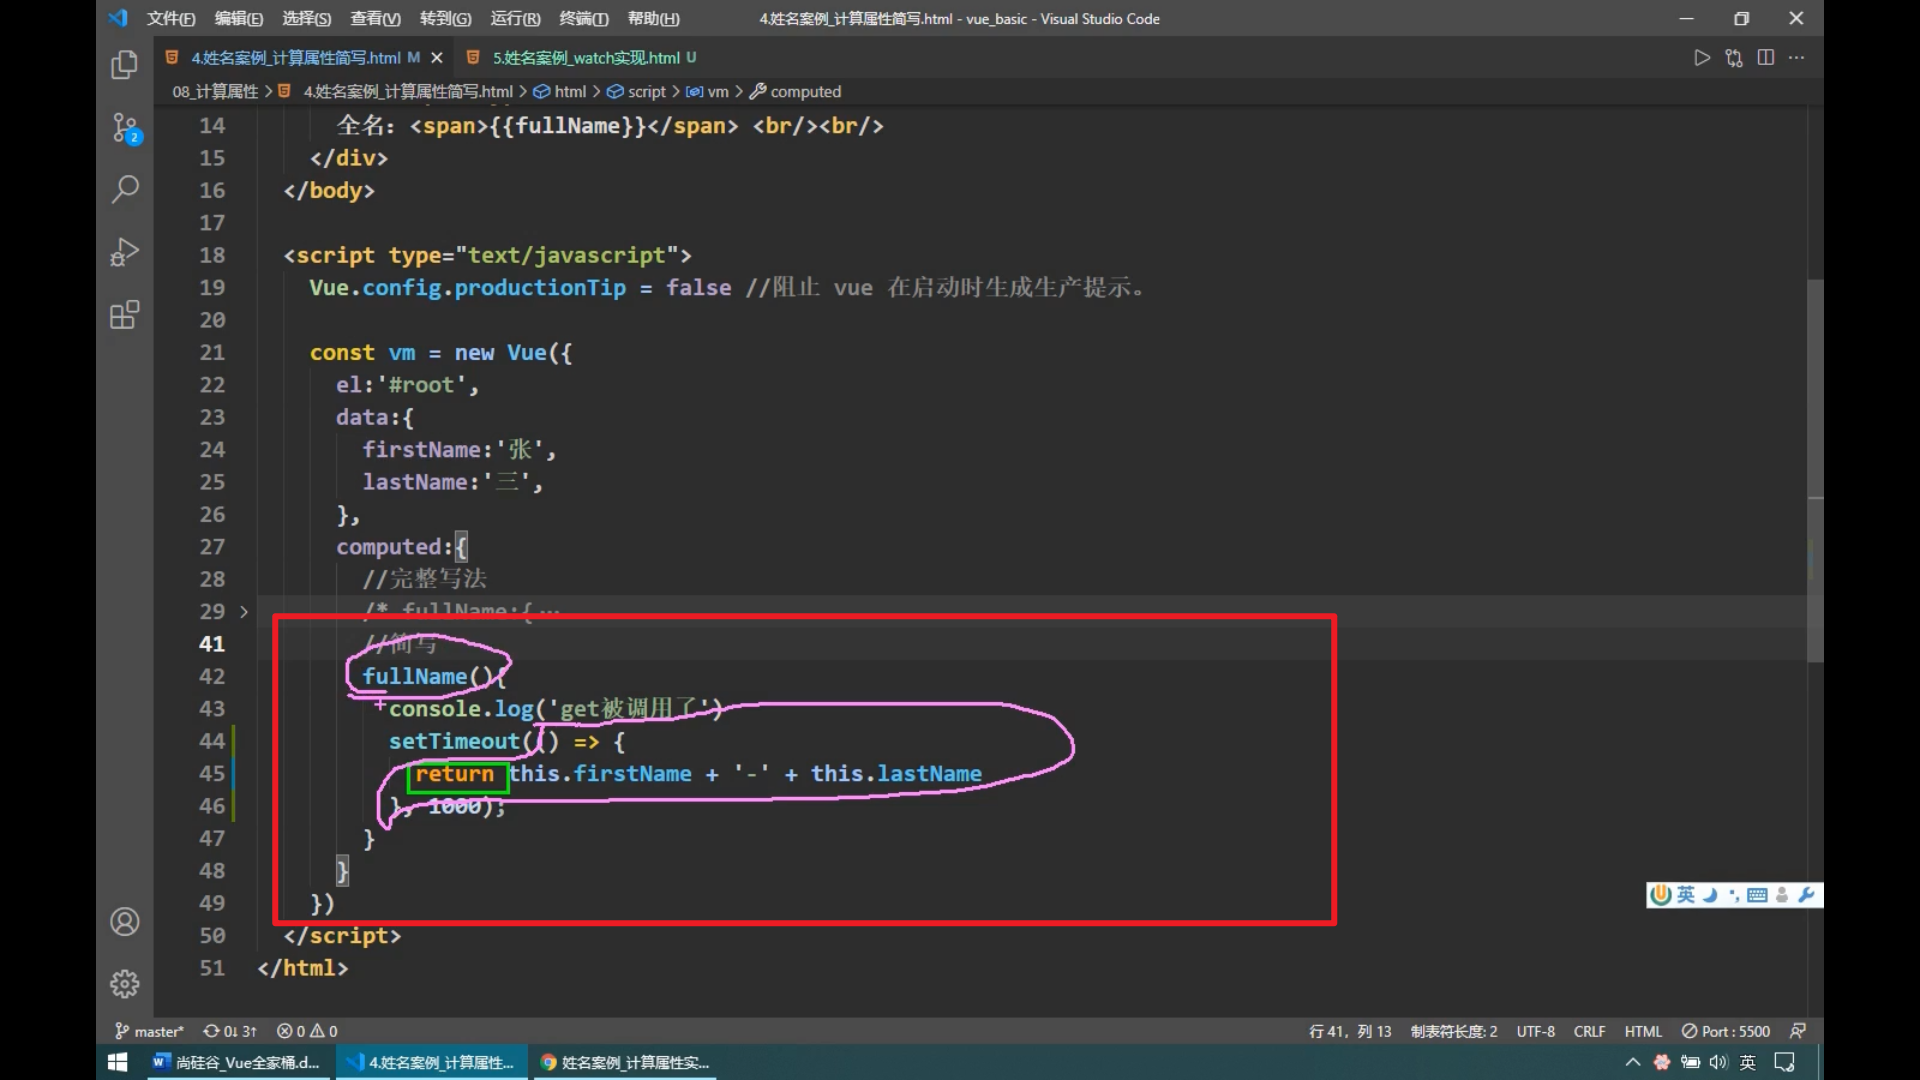 文件(F) 编辑(E) 选择(S) 查看(V) 转到(G) 运行(R) 终端(T) 帮助(H) 4.姓名案例_计算属性简写.html - vue_basic - Visual Studio Code
4.姓名案例_计算属性简写.html M 5.姓名案例_watch实现.html U
08_计算属性 > 4.姓名案例_计算属性简写.html > html > script > vm > computed
14 全名：<span>{{fullName}}</span> <br/><br/>
15 </div>
16 </body>
17
18 <script type="text/javascript">
19 Vue.config.productionTip = false //阻止 vue 在启动时生成生产提示。
20
21 const vm = new Vue({
22 el:'#root',
23 data:{
24 firstName:'张',
25 lastName:'三',
26 },
27 computed:{
28 //完整写法
29 /* fullName:{…
41 //简写
42 fullName(){
43 console.log('get被调用了')
44 setTimeout(() => {
45 return this.firstName + '-' + this.lastName
46 }, 1000);
47 }
48 }
49 })
50 </script>
51 </html>
2
英
master* 0↓ 3↑ 0 0 行 41，列 13 制表符长度: 2 UTF-8 CRLF HTML Port : 5500
尚硅谷_Vue全家桶.d... 4.姓名案例_计算属性... 姓名案例_计算属性实... 英